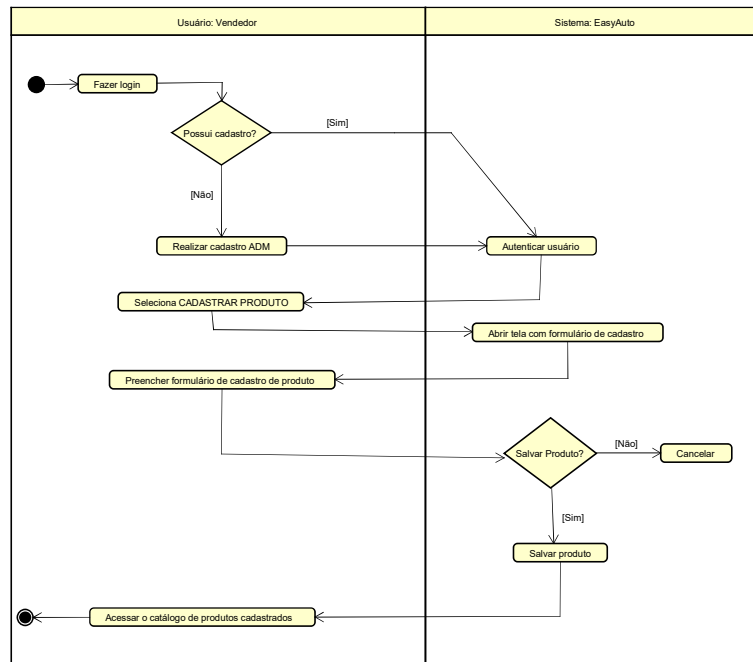 Usuário: Vendedor
Sistema: EasyAuto
Fazer login
Possui cadastro?
[Sim]
[Não]
Realizar cadastro ADM
Autenticar usuário
Seleciona CADASTRAR PRODUTO
Abrir tela com formulário de cadastro
Preencher formulário de cadastro de produto
Salvar Produto?
[Não]
Cancelar
[Sim]
Salvar produto
Acessar o catálogo de produtos cadastrados